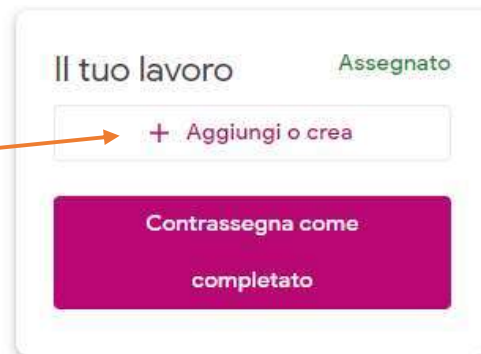 Il tuo lavoro Assegnato
+ Aggiungi o crea
Contrassegna come
completato